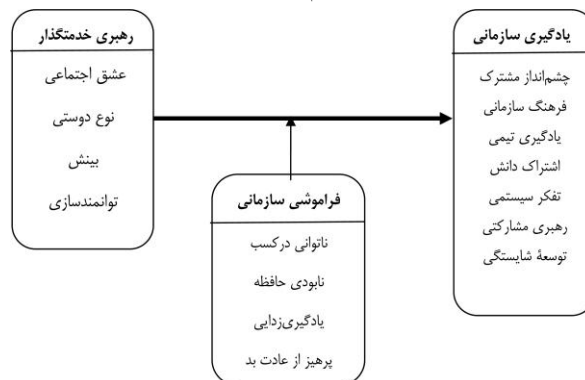 رهبری خدمتگذار
عشق اجتماعی
نوع دوستی
بینش
توانمندسازی
یادگیری سازمانی
چشم‌انداز مشترک
فرهنگ سازمانی
یادگیری تیمی
اشتراک دانش
تفکر سیستمی
رهبری مشارکتی
توسعهٔ شایستگی
فراموشی سازمانی
ناتوانی درکسب
نابودی حافظه
یادگیری‌زدایی
پرهیز از عادت بد